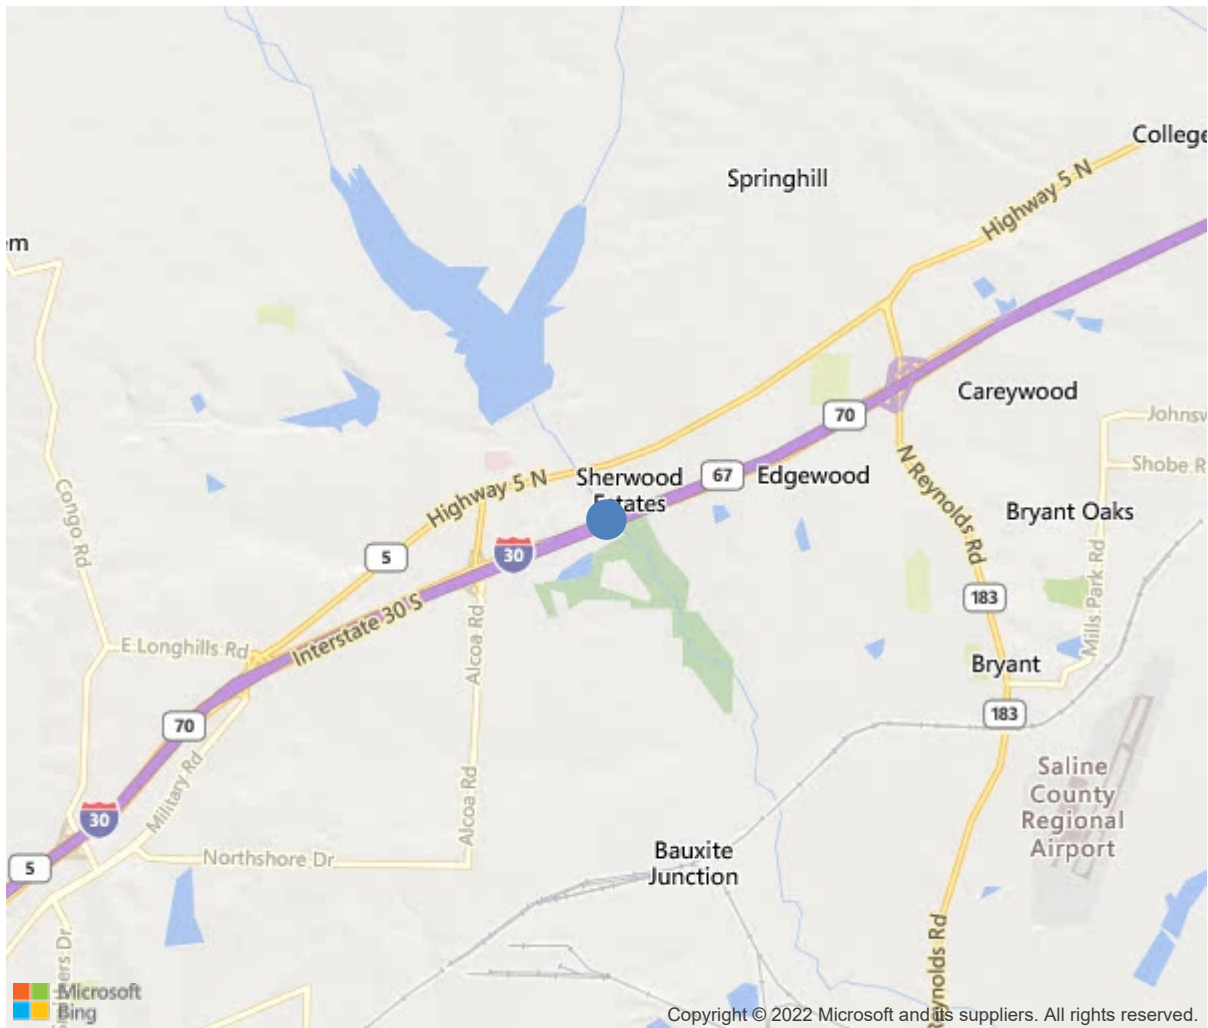 College
Springhill
Highway 5 N
em
Careywood
70
Johnsw
Shobe R
Sherwood
Estates
67
Edgewood
N Reynolds Rd
Highway 5 N
Congo Rd
Bryant Oaks
30
5
Mills Park Rd
183
Interstate 30 S
Alcoa Rd
E Longhills Rd
Bryant
70
183
Military Rd
Saline
County
Regional
Airport
30
Alcoa Rd
Northshore Dr
Bauxite
Junction
5
Reynolds Rd
Microsoft
Bing
Copyright © 2022 Microsoft and its suppliers. All rights reserved.